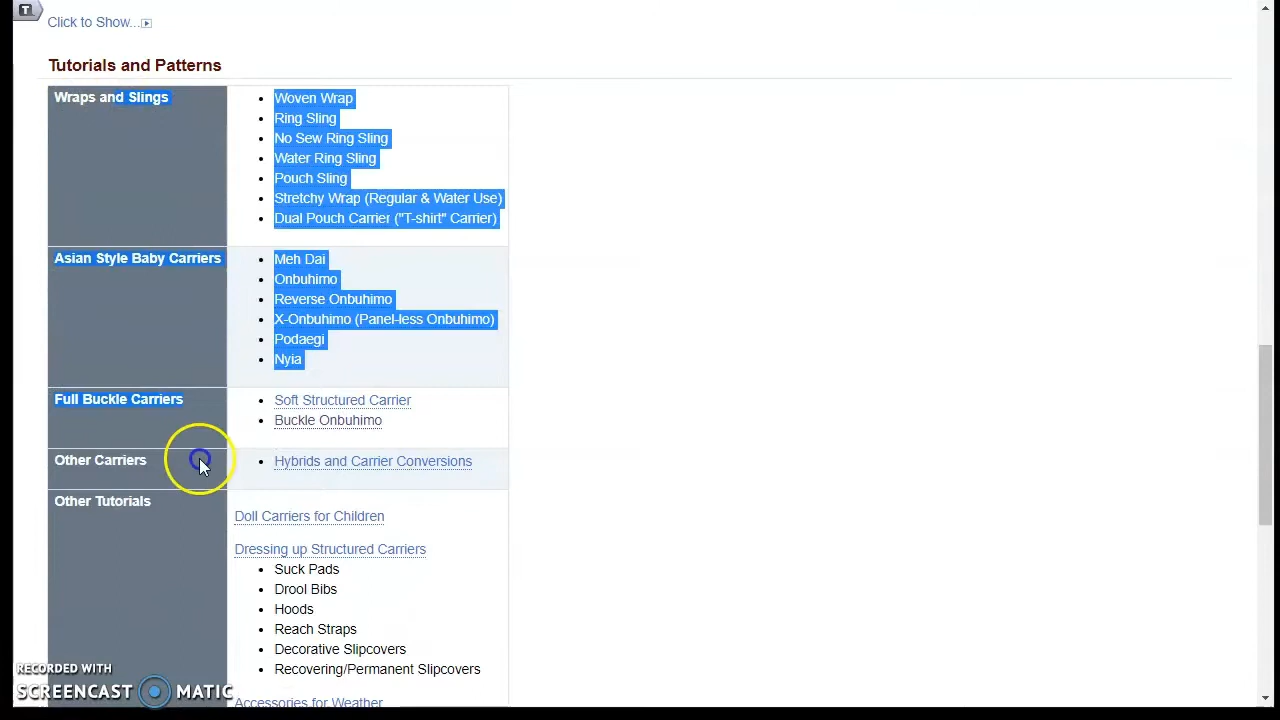 T
Click to Show...
Tutorials and Patterns
Wraps and Slings
Woven Wrap
Ring Sling
No Sew Ring Sling
Water Ring Sling
Pouch Sling
Stretchy Wrap (Regular & Water Use)
Dual Pouch Carrier ("T-shirt" Carrier)
Asian Style Baby Carriers
Meh Dai
Onbuhimo
Reverse Onbuhimo
X-Onbuhimo (Panel-less Onbuhimo)
Podaegi
Nyia
Full Buckle Carriers
Soft Structured Carrier
Buckle Onbuhimo
Other Carriers
Hybrids and Carrier Conversions
Other Tutorials
Doll Carriers for Children
Dressing up Structured Carriers
Suck Pads
Drool Bibs
Hoods
Reach Straps
Decorative Slipcovers
Recovering/Permanent Slipcovers
Accessories for Weather
RECORDED WITH
SCREENCAST MATIC